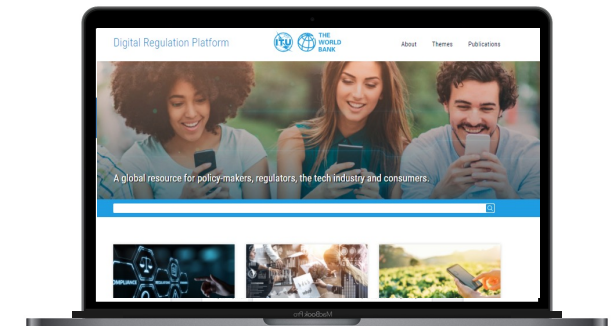 Digital Regulation Platform
ITU
THE
WORLD
BANK
About Themes Publications
A global resource for policy-makers, regulators, the tech industry and consumers.
COMPLIANCE
MacBook Pro